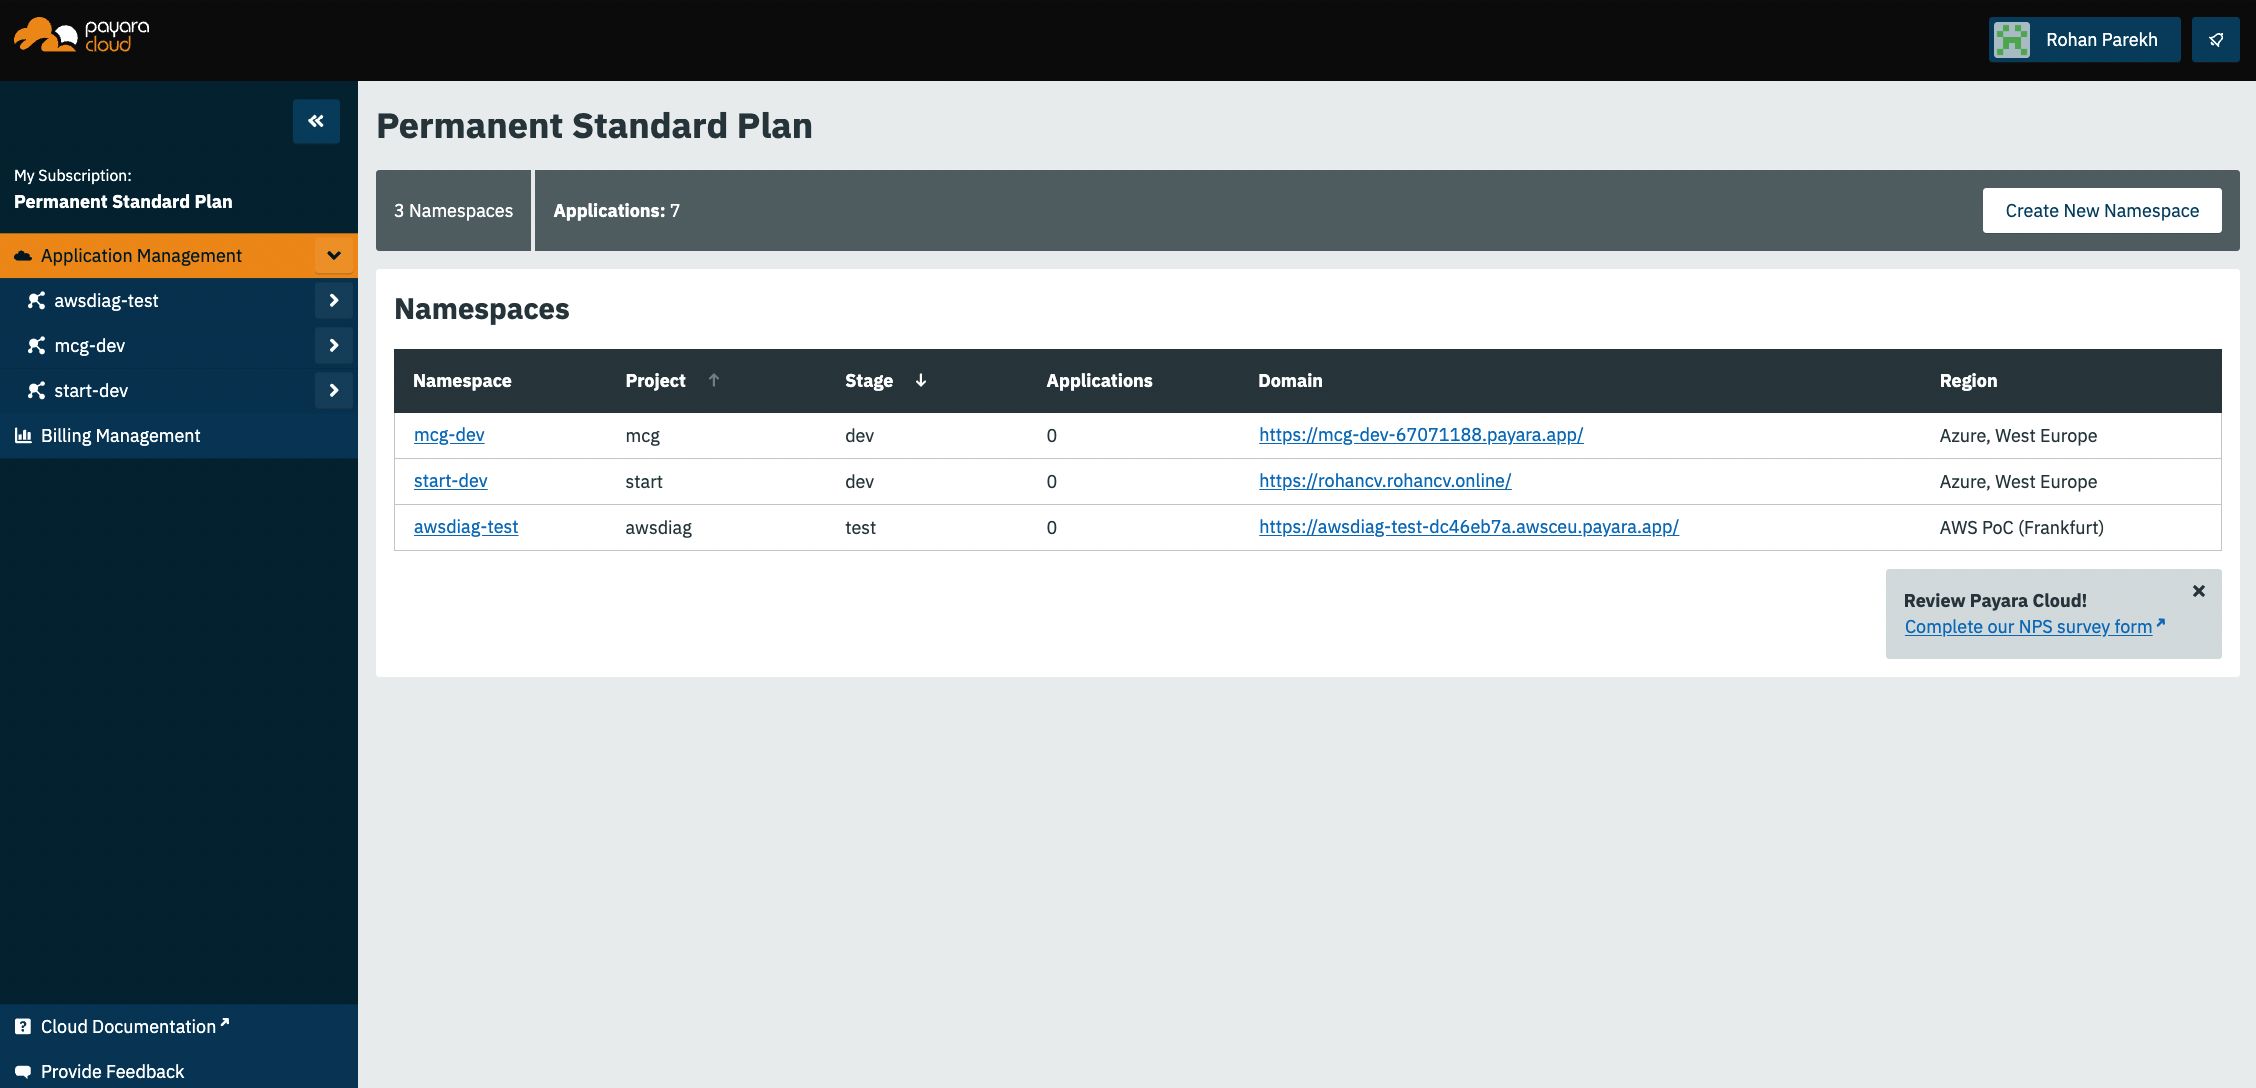 payara
cloud
Rohan Parekh
My Subscription:
Permanent Standard Plan
Application Management
awsdiag-test
mcg-dev
start-dev
Billing Management
Cloud Documentation
Provide Feedback
Permanent Standard Plan
3 Namespaces
Applications: 7
Create New Namespace
Namespaces
Namespace Project Stage Applications Domain Region
mcg-dev mcg dev 0 https://mcg-dev-67071188.payara.app/ Azure, West Europe
start-dev start dev 0 https://rohancv.rohancv.online/ Azure, West Europe
awsdiag-test awsdiag test 0 https://awsdiag-test-dc46eb7a.awsceu.payara.app/ AWS PoC (Frankfurt)
Review Payara Cloud!
Complete our NPS survey form